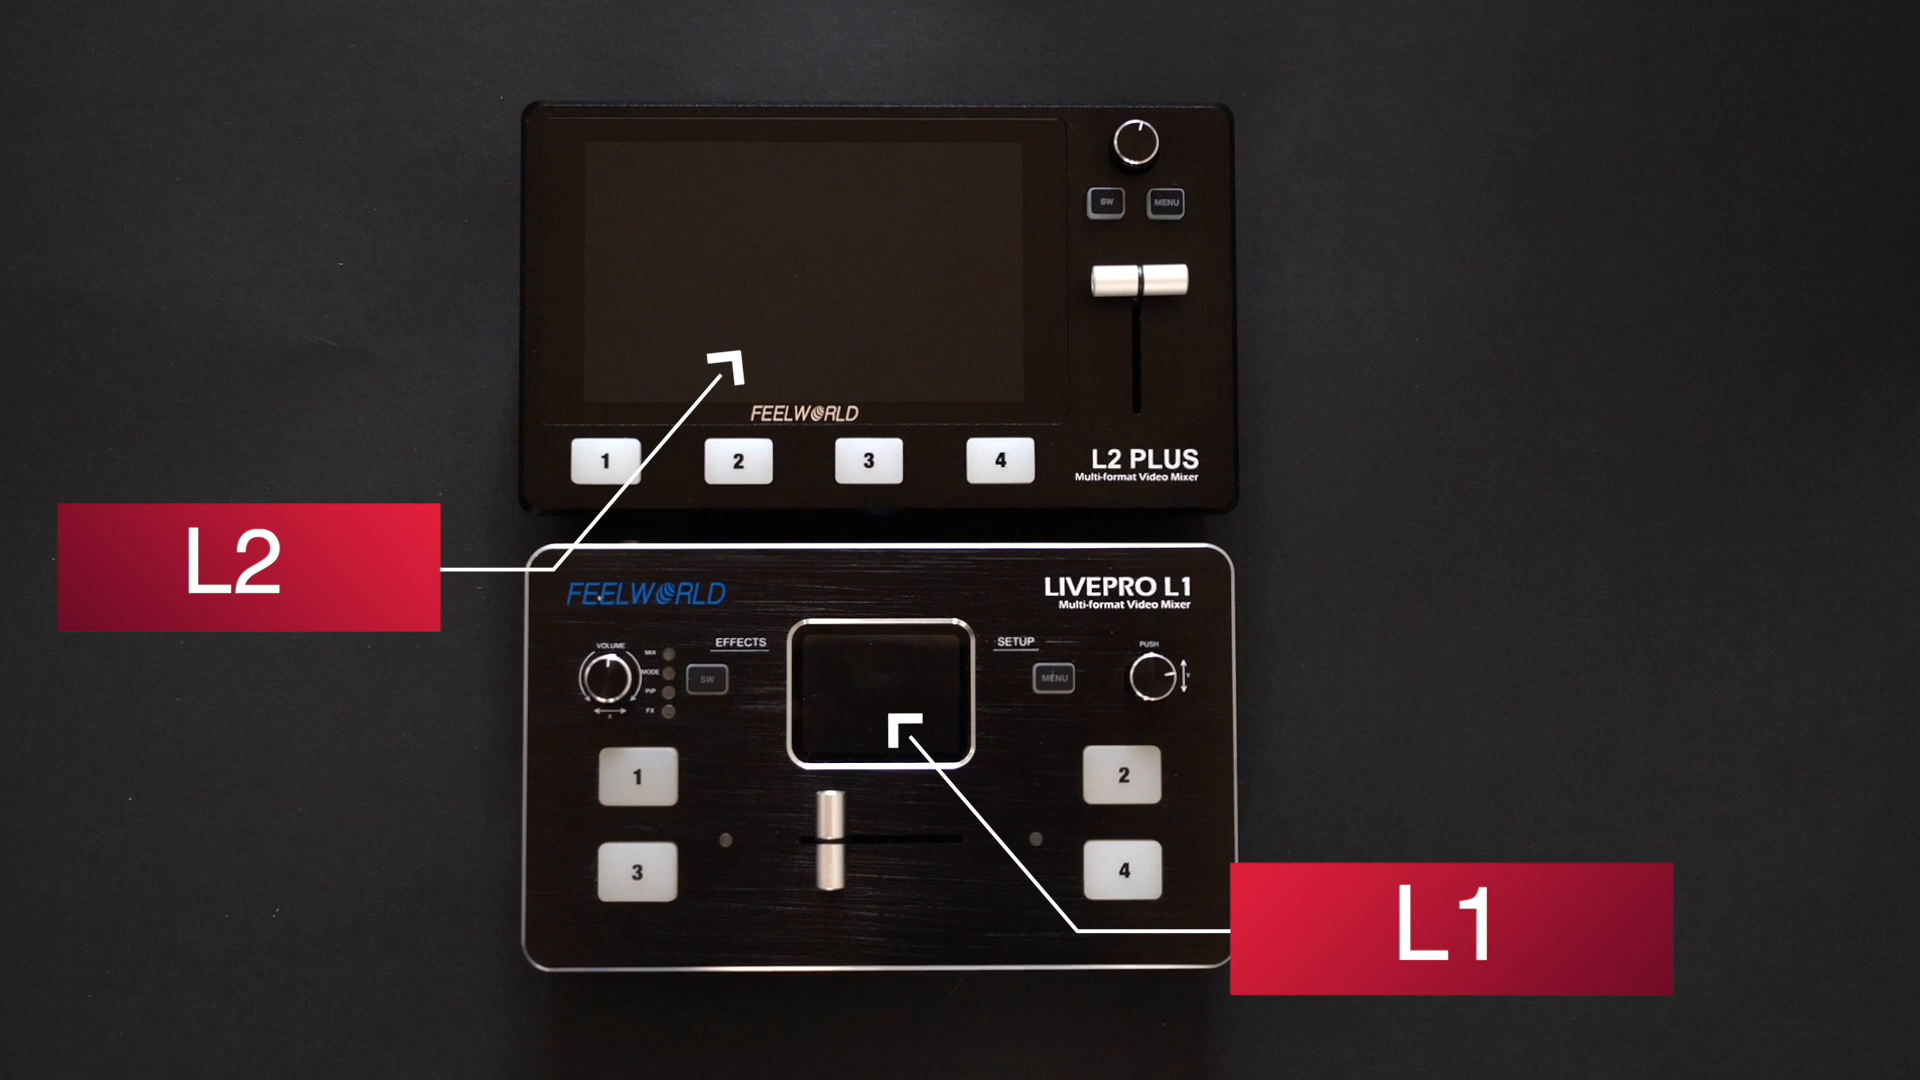 SW
MENU
FEELWORLD
1
2
3
4
L2 PLUS
Multi-format Video Mixer
L2
FEELWORLD
LIVEPRO L1
Multi-format Video Mixer
VOLUME
MIX
MODE
PIP
FX
X
EFFECTS
SW
SETUP
MENU
PUSH
Y
1
2
3
4
L1